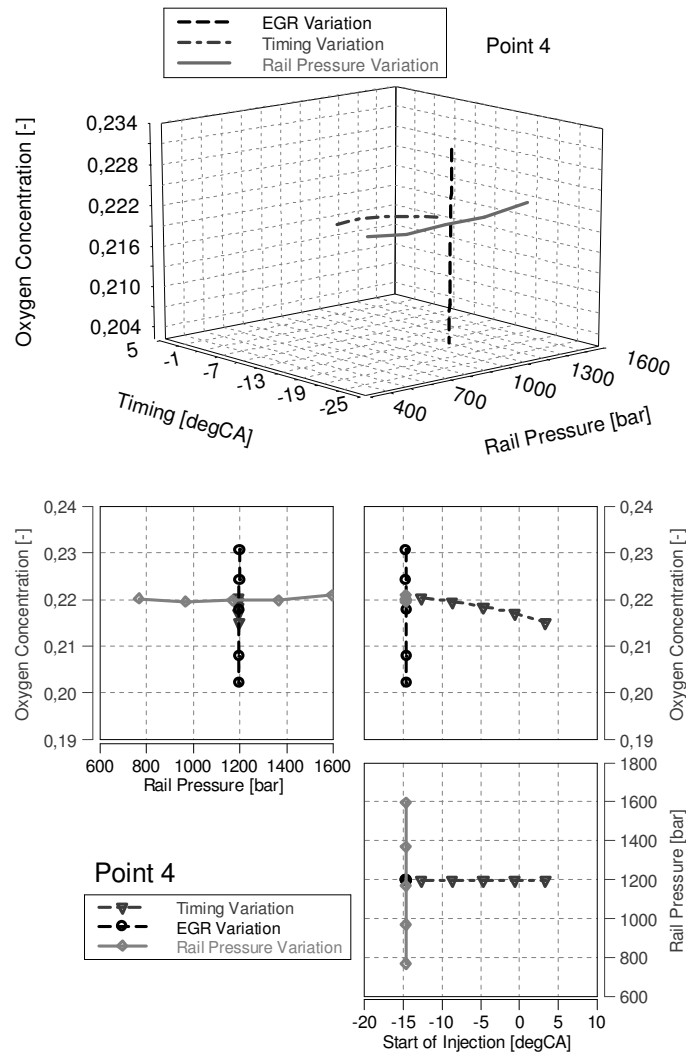 EGR Variation
Timing Variation
Rail Pressure Variation
Point 4
Oxygen Concentration [-]
0,234
0,228
0,222
0,216
0,210
0,204
5
-1
-7
-13
-19
-25
Timing [degCA]
400
700
1000
1300
1600
Rail Pressure [bar]
Oxygen Concentration [-]
0,24
0,23
0,22
0,21
0,20
0,19
600 800 1000 1200 1400 1600
Rail Pressure [bar]
0,24
0,23
0,22
0,21
0,20
0,19
Oxygen Concentration [-]
1800
1600
1400
1200
1000
800
600
Rail Pressure [bar]
-20 -15 -10 -5 0 5 10
Start of Injection [degCA]
Point 4
Timing Variation
EGR Variation
Rail Pressure Variation